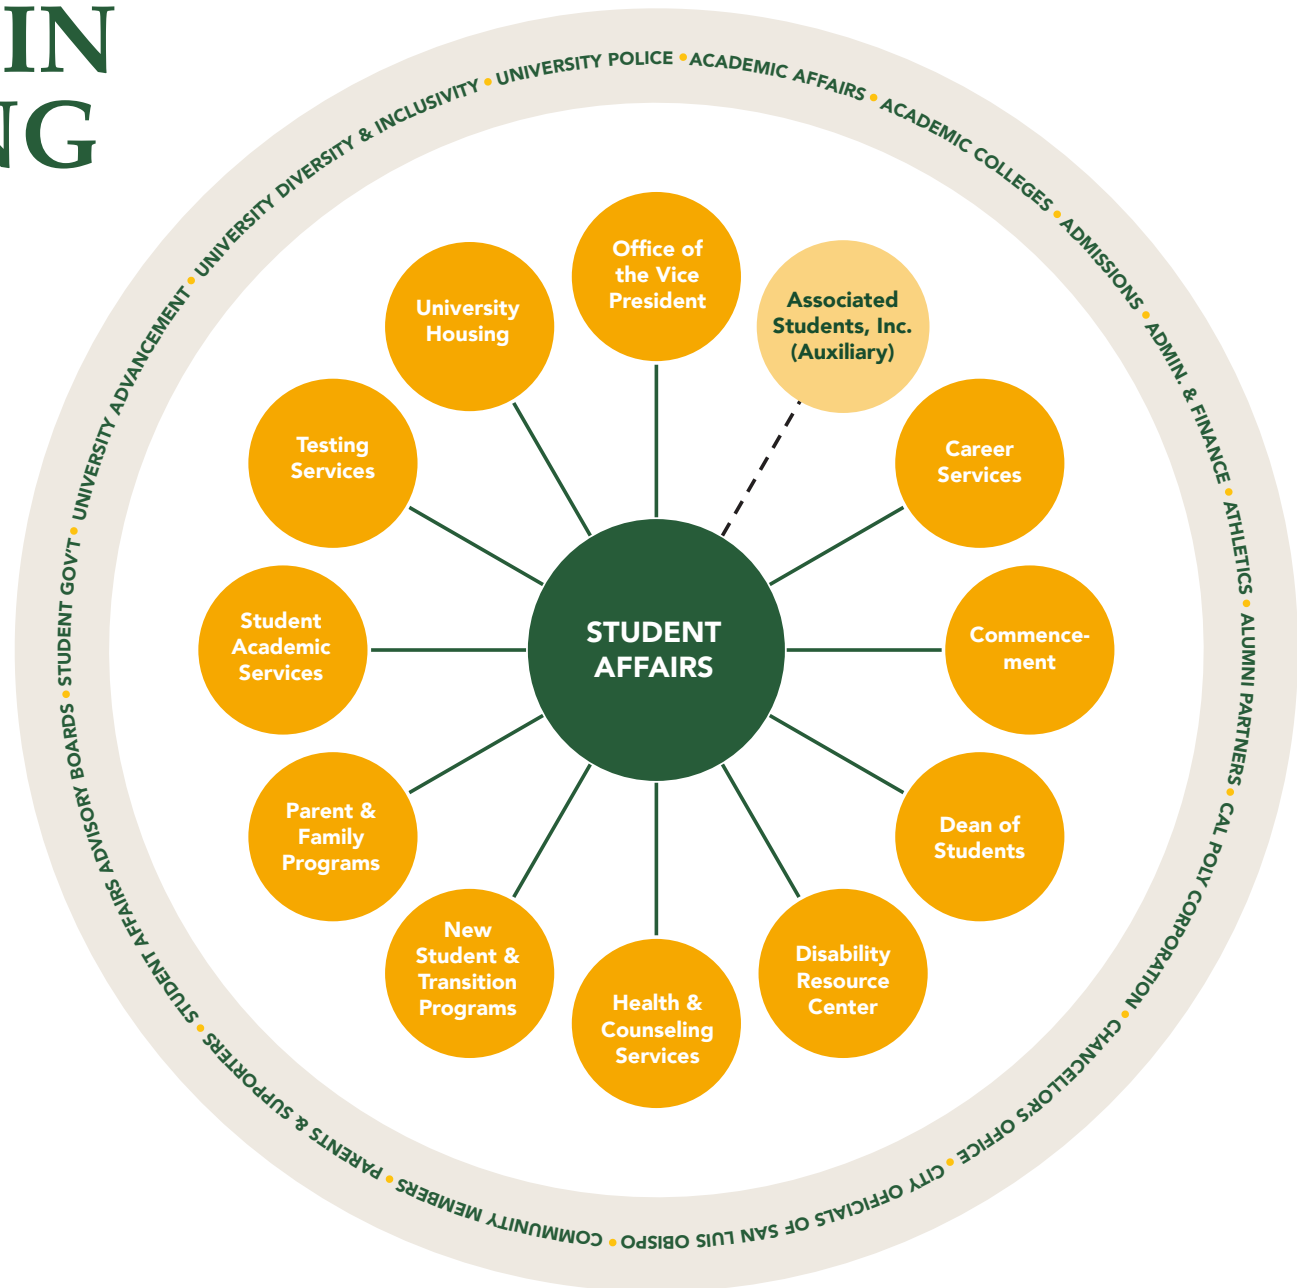 IN
NG
UNIVERSITY POLICE • ACADEMIC AFFAIRS • ACADEMIC COLLEGES • ADMISSIONS • ADMIN. & FINANCE • ATHLETICS • ALUMNI PARTNERS • CAL POLY CORPORATION • CHANCELLOR'S OFFICE • CITY OFFICIALS OF SAN LUIS OBISPO • COMMUNITY MEMBERS • PARENTS & SUPPORTERS • STUDENT AFFAIRS ADVISORY BOARDS • STUDENT GOV'T • UNIVERSITY ADVANCEMENT • UNIVERSITY DIVERSITY & INCLUSIVITY •
Office of
the Vice
President
Associated
Students, Inc.
(Auxiliary)
Career
Services
Commence-
ment
Dean of
Students
Disability
Resource
Center
Health &
Counseling
Services
New
Student &
Transition
Programs
Parent &
Family
Programs
Student
Academic
Services
Testing
Services
University
Housing
STUDENT
AFFAIRS